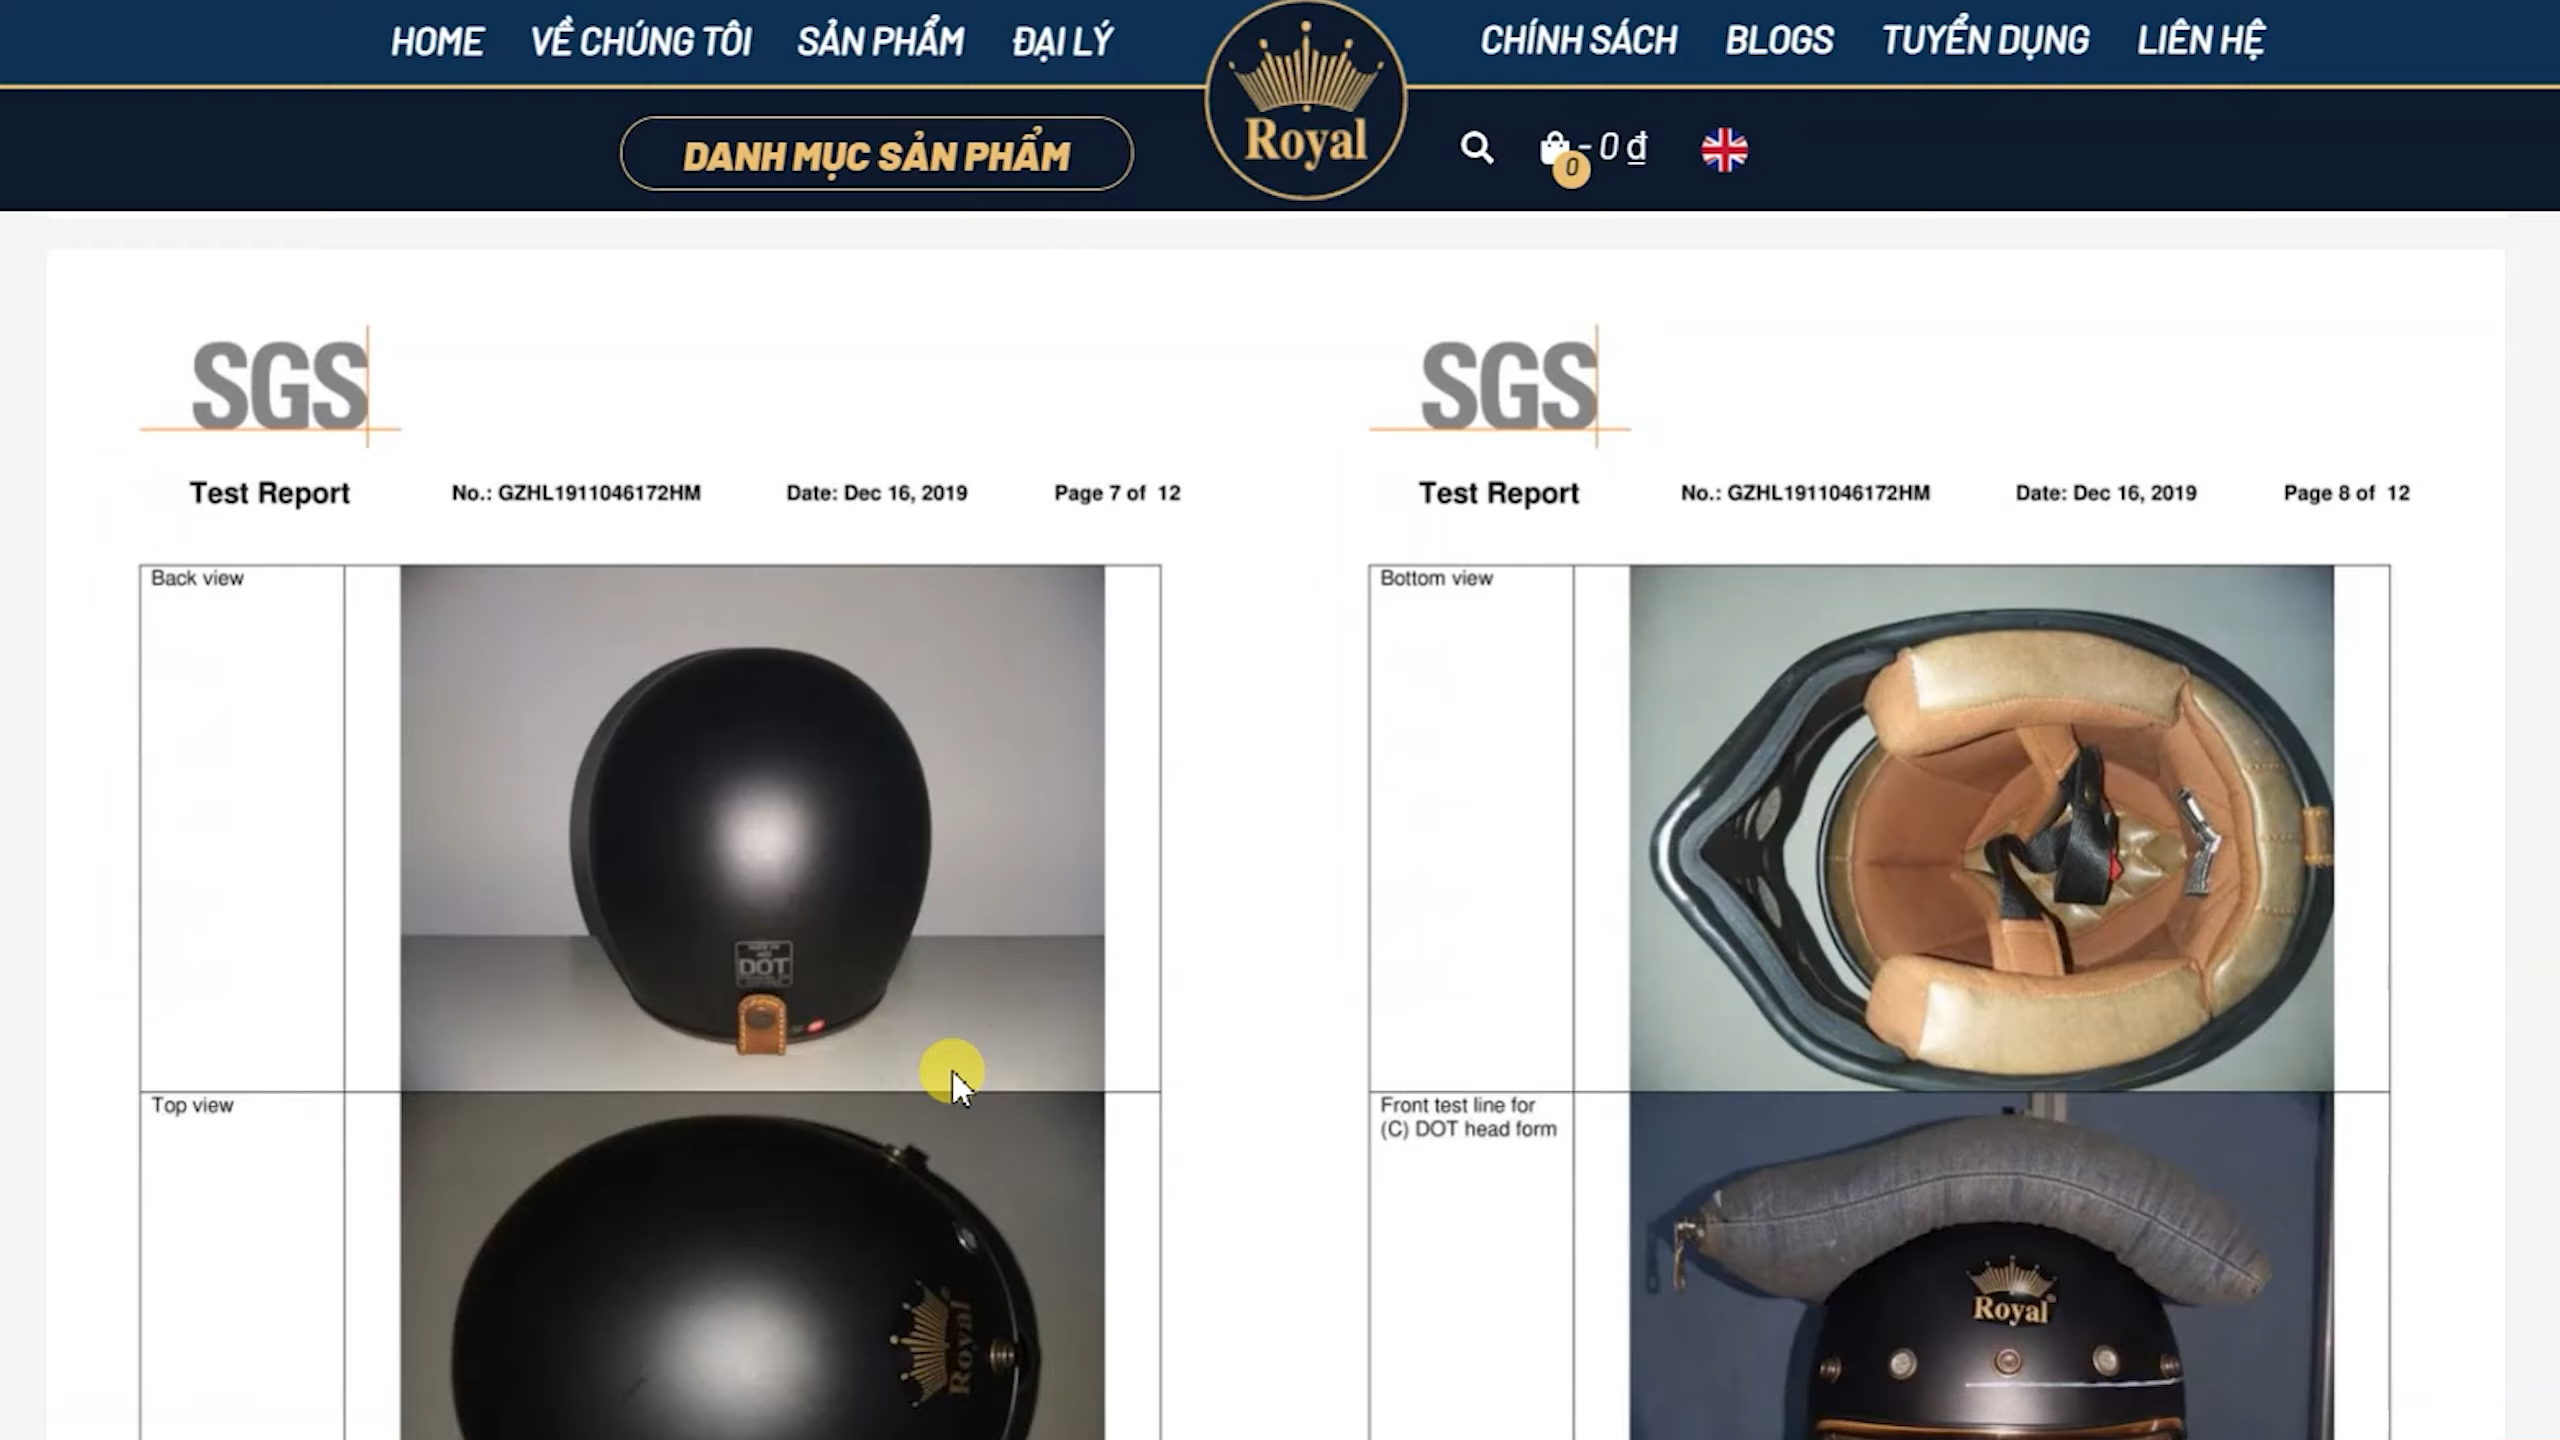 HOME VỀ CHÚNG TÔI SẢN PHẨM ĐẠI LÝ CHÍNH SÁCH BLOGS TUYỂN DỤNG LIÊN HỆ
Royal
DANH MỤC SẢN PHẨM
- 0 ₫
0
SGS
Test Report No.: GZHL1911046172HM Date: Dec 16, 2019 Page 7 of 12
Back view
DOT
Top view
Royal
SGS
Test Report No.: GZHL1911046172HM Date: Dec 16, 2019 Page 8 of 12
Bottom view
Front test line for
(C) DOT head form
Royal